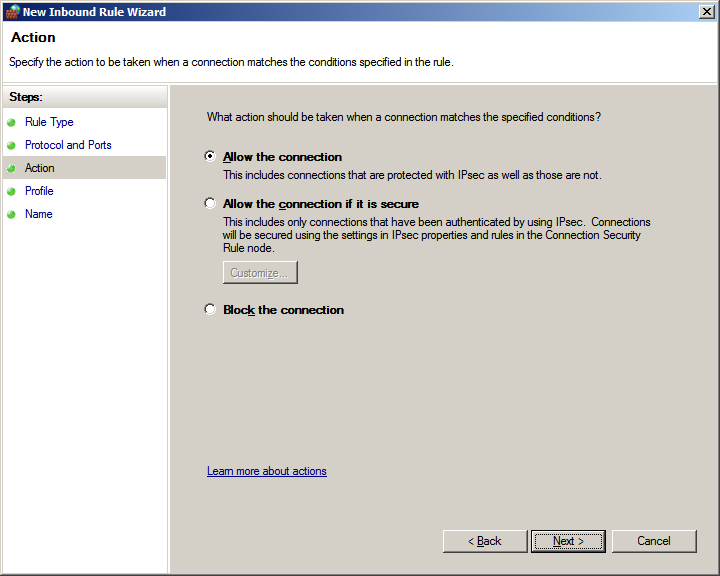 New Inbound Rule Wizard
Action
Specify the action to be taken when a connection matches the conditions specified in the rule.
Steps:
Rule Type
Protocol and Ports
Action
Profile
Name
What action should be taken when a connection matches the specified conditions?
Allow the connection
This includes connections that are protected with IPsec as well as those are not.
Allow the connection if it is secure
This includes only connections that have been authenticated by using IPsec. Connections
will be secured using the settings in IPsec properties and rules in the Connection Security
Rule node.
Customize...
Block the connection
Learn more about actions
< Back
Next >
Cancel